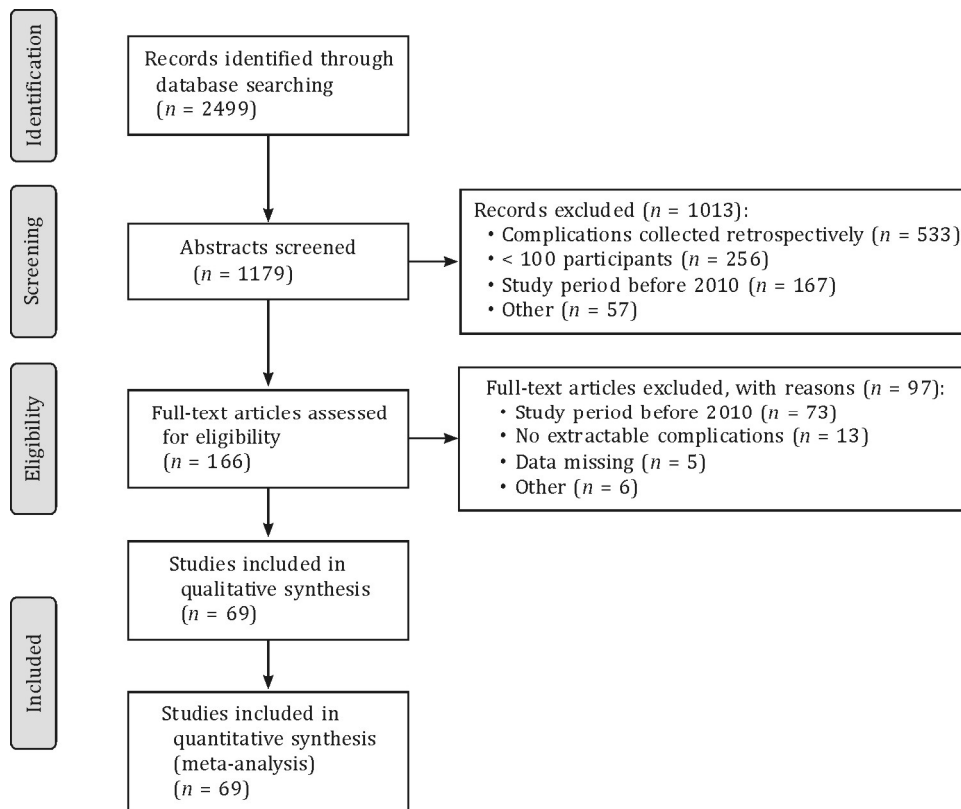 Identification
Records identified through
database searching
(n = 2499)
Screening
Abstracts screened
(n = 1179)
Records excluded (n = 1013):
• Complications collected retrospectively (n = 533)
• < 100 participants (n = 256)
• Study period before 2010 (n = 167)
• Other (n = 57)
Eligibility
Full-text articles assessed
for eligibility
(n = 166)
Full-text articles excluded, with reasons (n = 97):
• Study period before 2010 (n = 73)
• No extractable complications (n = 13)
• Data missing (n = 5)
• Other (n = 6)
Included
Studies included in
qualitative synthesis
(n = 69)
Studies included in
quantitative synthesis
(meta-analysis)
(n = 69)